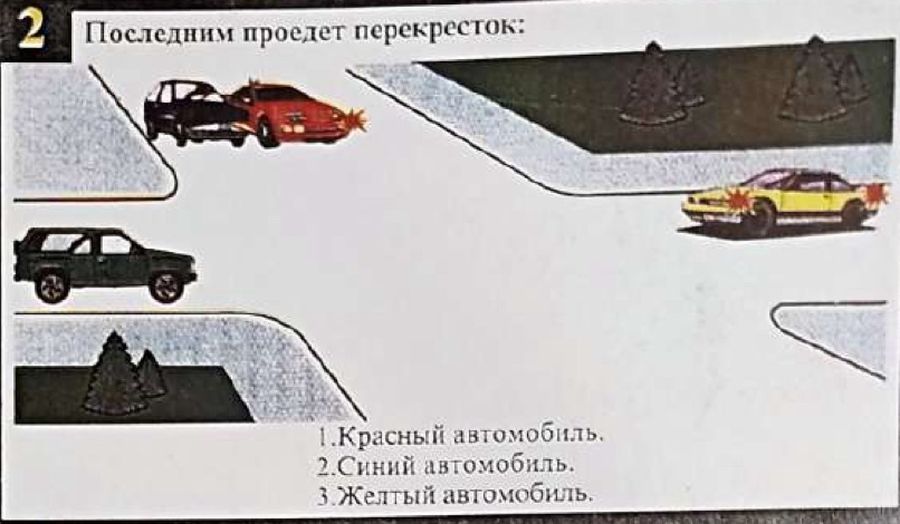 2
Последним проедет перекресток:
1.Красный автомобиль.
2.Синий автомобиль.
3.Желтый автомобиль.